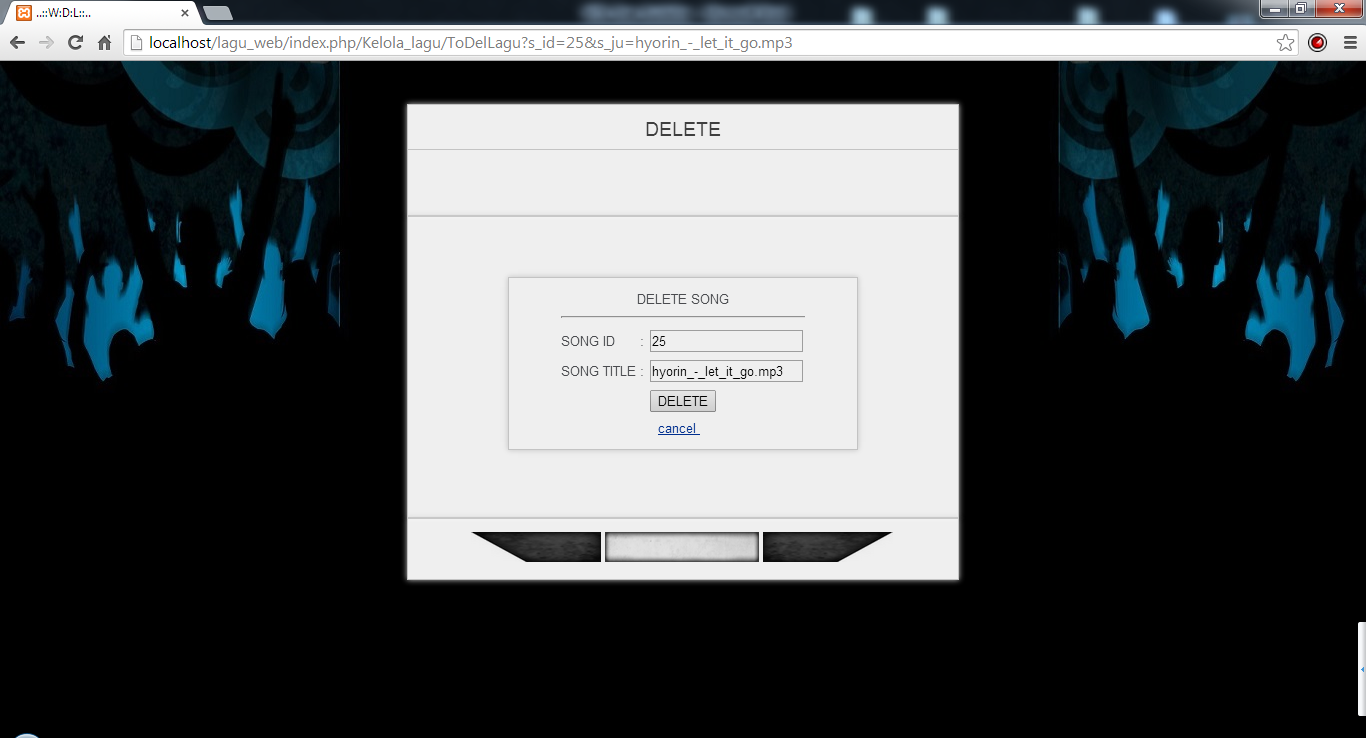 ..::W:D:L::..
localhost/lagu_web/index.php/Kelola_lagu/ToDelLagu?s_id=25&s_ju=hyorin_-_let_it_go.mp3
DELETE
DELETE SONG
SONG ID : 25
SONG TITLE : hyorin_-_let_it_go.mp3
DELETE
cancel